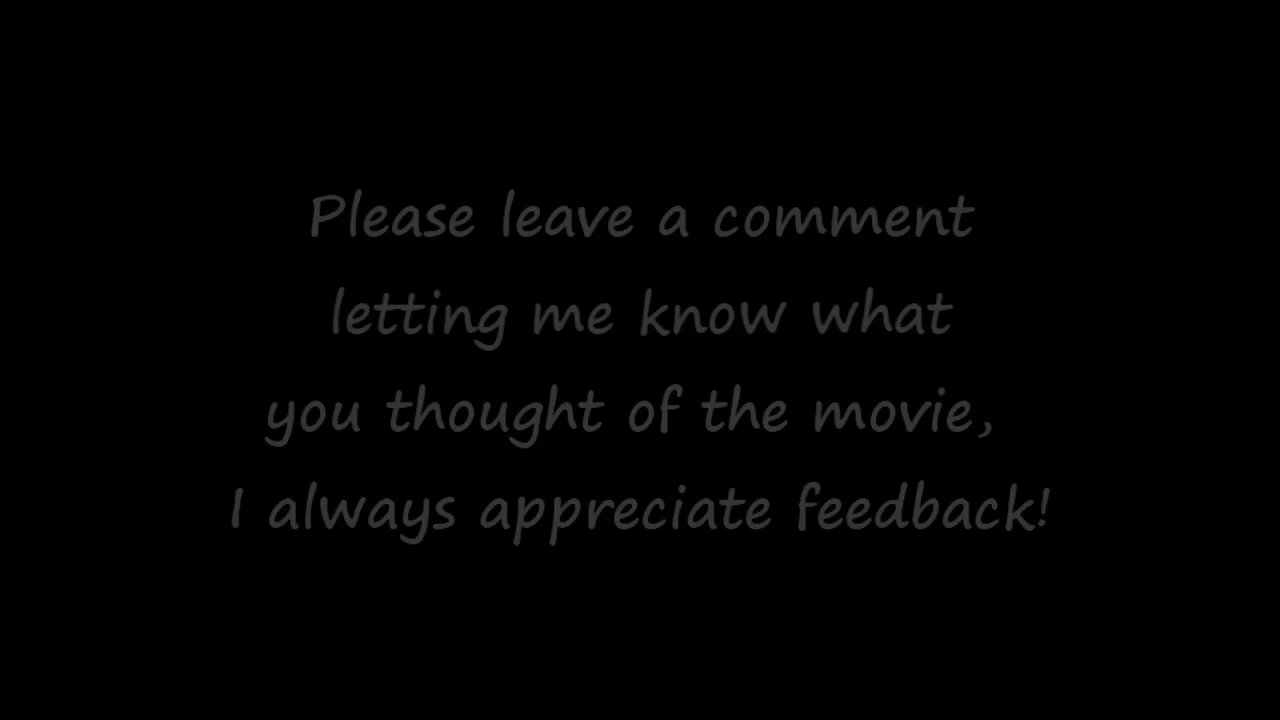 Please leave a comment
letting me know what
you thought of the movie,
I always appreciate feedback!